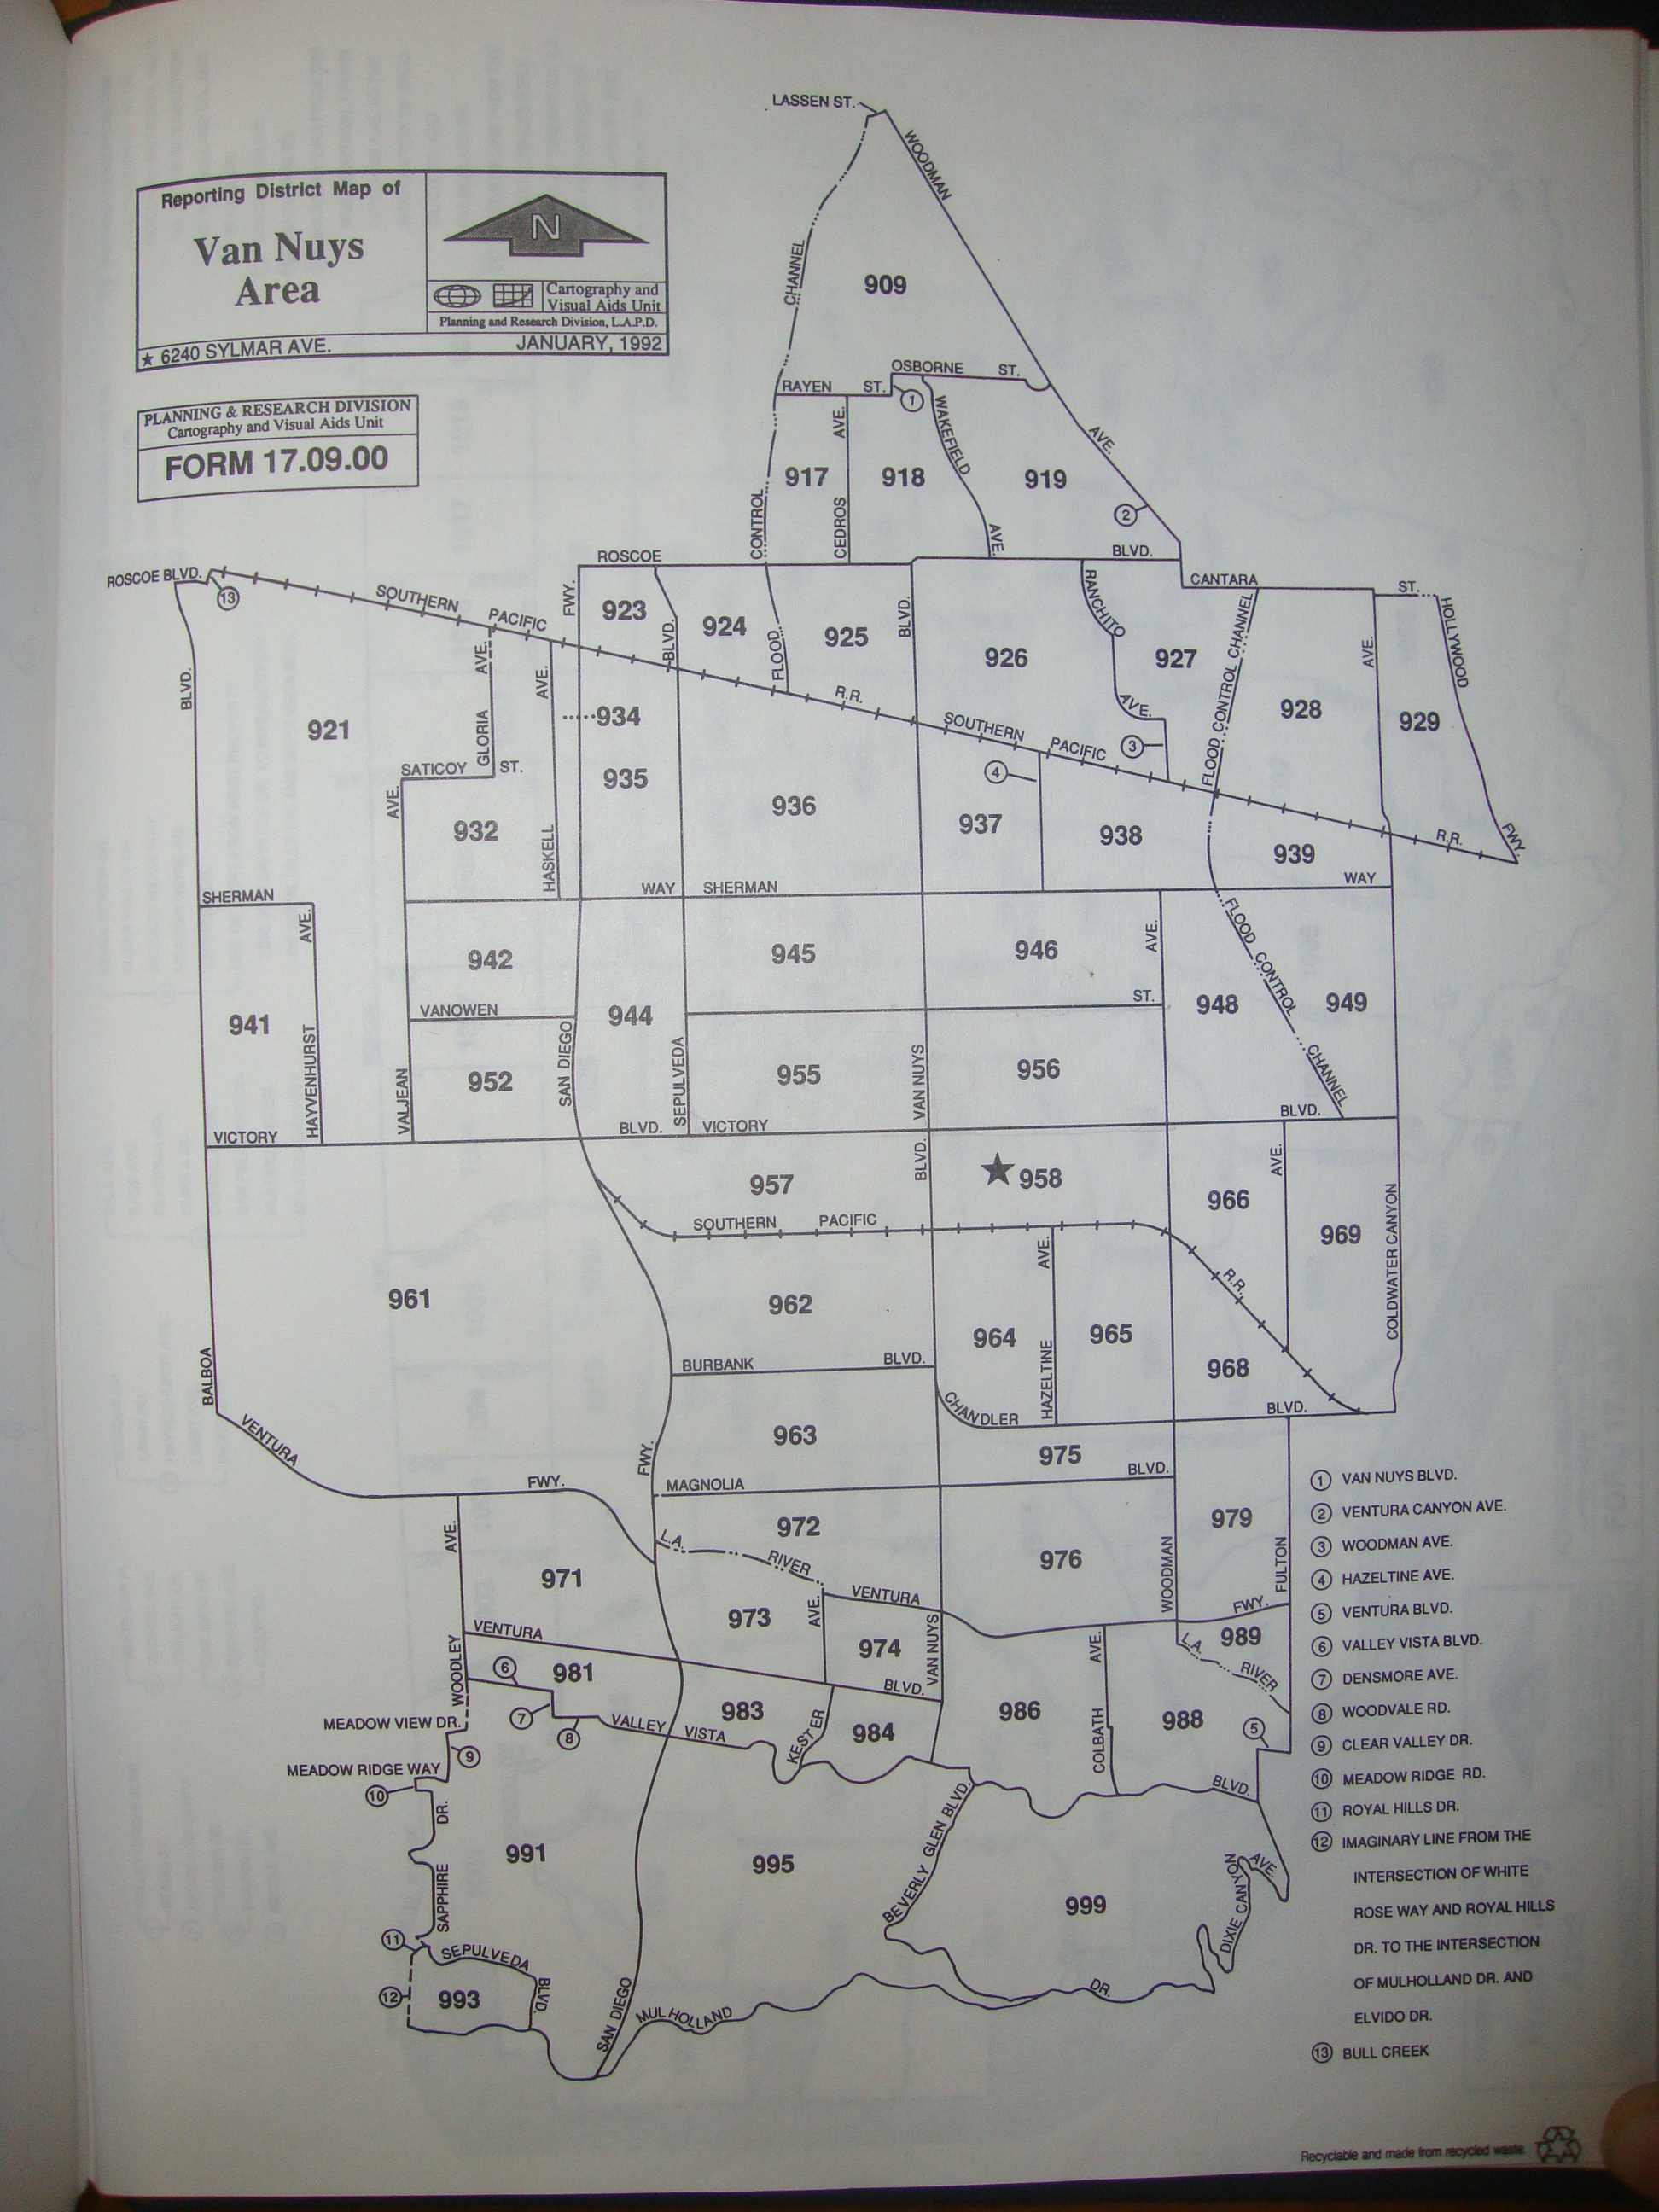 LASSEN ST.
WOODMAN
Reporting District Map of
Van Nuys
Area
N
Cartography and
Visual Aids Unit
Planning and Research Division, L.A.P.D.
★ 6240 SYLMAR AVE.
JANUARY, 1992
PLANNING & RESEARCH DIVISION
Cartography and Visual Aids Unit
FORM 17.09.00
CHANNEL
909
OSBORNE ST.
RAYEN ST.
1
AVE.
WAKEFIELD
AVE.
917
918
919
2
CONTROL
CEDROS
AVE.
ROSCOE
BLVD.
ROSCOE BLVD.
13
SOUTHERN PACIFIC
FWY.
CANTARA
ST.
923
924
925
BLVD.
FLOOD
BLVD.
RANCHITO
AVE.
926
927
FLOOD CONTROL CHANNEL
928
AVE.
929
HOLLYWOOD
FWY.
BLVD.
921
AVE.
GLORIA
AVE.
934
R.R.
SOUTHERN PACIFIC
3
4
R.R.
SATICOY ST.
AVE.
932
HASKELL
935
936
937
938
939
SHERMAN
WAY
SHERMAN
WAY
AVE.
942
945
946
AVE.
FLOOD CONTROL CHANNEL
941
HAYVENHURST
VANOWEN
ST.
944
948
949
VALJEAN
952
SAN DIEGO
SEPULVEDA
955
VAN NUYS
956
VICTORY
BLVD.
VICTORY
BLVD.
957
BLVD.
★ 958
966
AVE.
969
COLDWATER CANYON
SOUTHERN PACIFIC
R.R.
AVE.
961
962
964
965
968
BALBOA
BURBANK BLVD.
HAZELTINE
CHANDLER
BLVD.
VENTURA
FWY.
963
975
FWY.
MAGNOLIA
BLVD.
AVE.
972
976
979
L.A. RIVER
WOODMAN
FULTON
971
973
AVE.
VENTURA
FWY.
974
VAN NUYS
989
L.A. RIVER
VENTURA
BLVD.
WOODLEY
6
981
7
8
VALLEY VISTA
983
KESTER
984
986
AVE.
COLBATH
988
5
BLVD.
MEADOW VIEW DR.
9
MEADOW RIDGE WAY
10
DR.
SAPPHIRE
991
995
BEVERLY GLEN BLVD.
999
DIXIE CANYON
AVE.
11
SEPULVEDA
BLVD.
12
993
SAN DIEGO
MULHOLLAND
DR.
1 VAN NUYS BLVD.
2 VENTURA CANYON AVE.
3 WOODMAN AVE.
4 HAZELTINE AVE.
5 VENTURA BLVD.
6 VALLEY VISTA BLVD.
7 DENSMORE AVE.
8 WOODVALE RD.
9 CLEAR VALLEY DR.
10 MEADOW RIDGE RD.
11 ROYAL HILLS DR.
12 IMAGINARY LINE FROM THE
INTERSECTION OF WHITE
ROSE WAY AND ROYAL HILLS
DR. TO THE INTERSECTION
OF MULHOLLAND DR. AND
ELVIDO DR.
13 BULL CREEK
Recyclable and made from recycled waste.